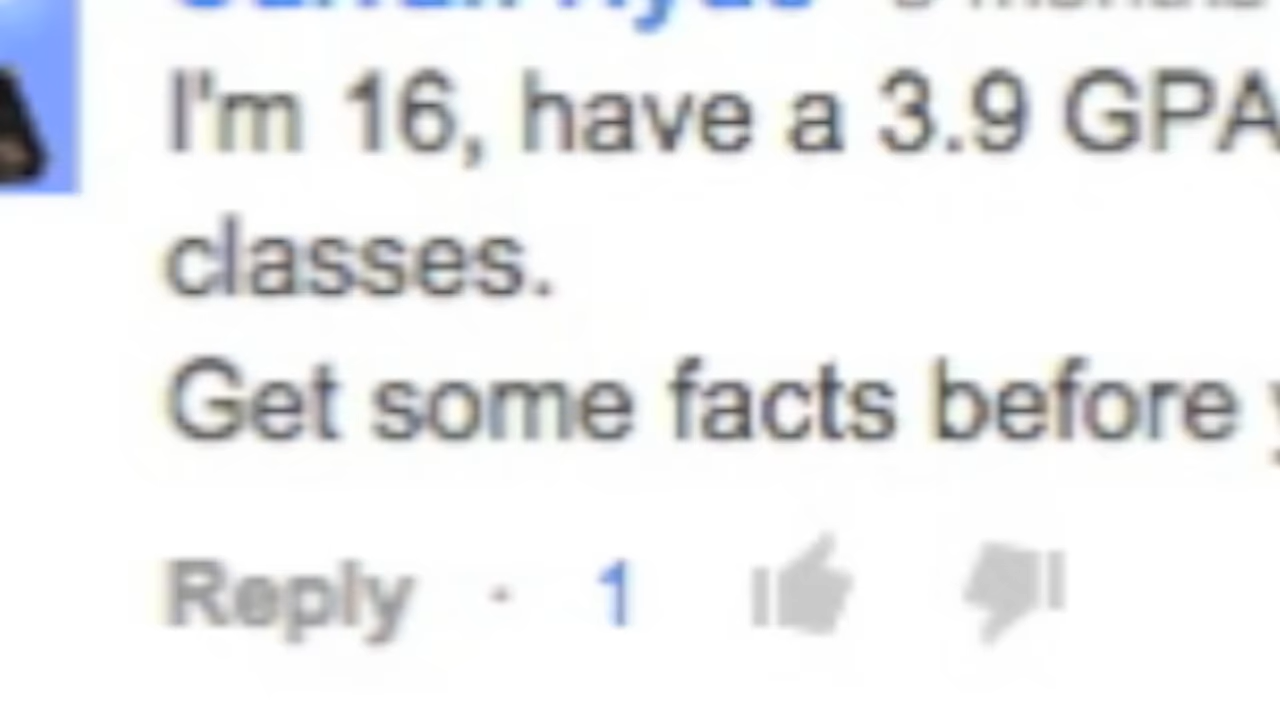 I'm 16, have a 3.9 GPA
classes.
Get some facts before
Reply · 1